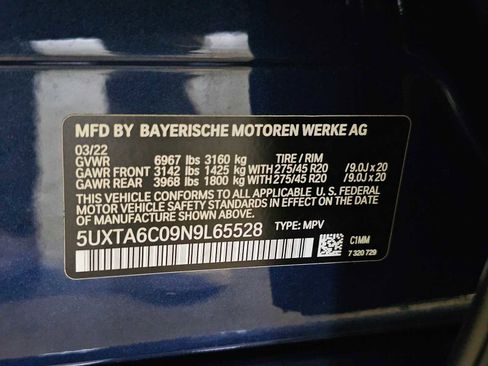 MFD BY BAYERISCHE MOTOREN WERKE AG
03/22
GVWR 6967 lbs 3160 kg TIRE / RIM
GAWR FRONT 3142 lbs 1425 kg WITH 275/45 R20 / 9.0J x 20
GAWR REAR 3968 lbs 1800 kg WITH 275/45 R20 / 9.0J x 20
THIS VEHICLE CONFORMS TO ALL APPLICABLE U. S. FEDERAL
MOTOR VEHICLE SAFETY STANDARDS IN EFFECT ON THE
DATE OF MANUFACTURE SHOWN ABOVE.
5UXTA6C09N9L65528 TYPE: MPV
C1MM
7 320 729